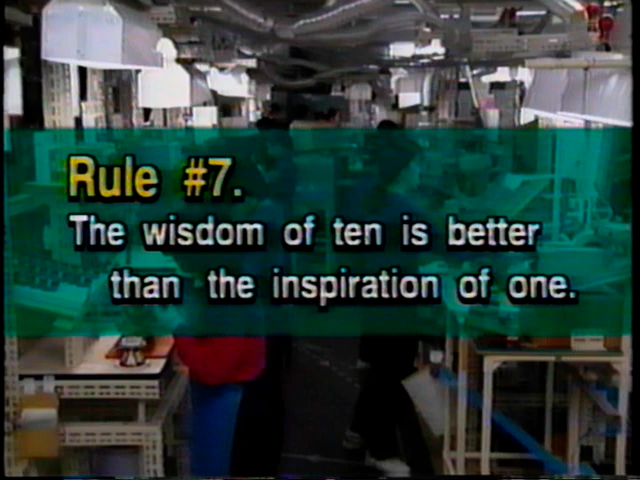 Rule #7.
The wisdom of ten is better
than the inspiration of one.